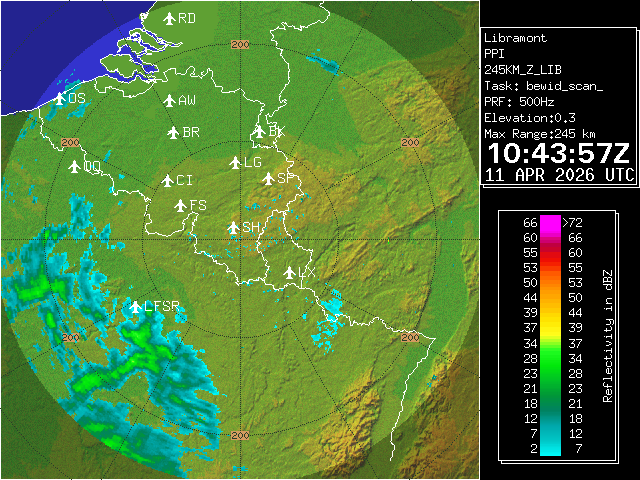 RD
200
OS
AW
BR
BK
200
200
QO
LG
CI
SP
FS
SH
LX
LFSR
200
200
200
Libramont
PPI
245KM_Z_LIB
Task: bewid_scan_
PRF: 500Hz
Elevation:0.3
Max Range:245 km
10:43:57Z
11 APR 2026 UTC
66 >72
60 66
55 60
53 55
50 53
44 50
39 44
37 39
34 37
28 34
23 28
21 23
18 21
12 18
7 12
2 7
Reflectivity in dBZ